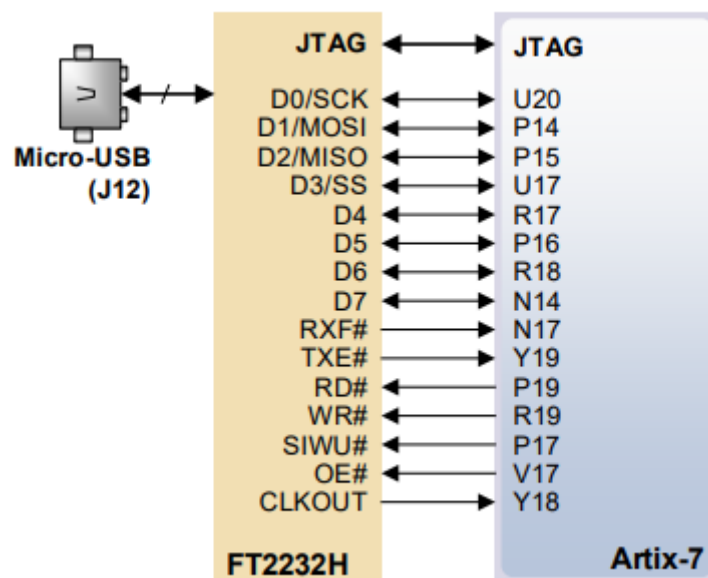 JTAG JTAG
D0/SCK U20
D1/MOSI P14
D2/MISO P15
Micro-USB
(J12)
D3/SS U17
D4 R17
D5 P16
D6 R18
D7 N14
RXF# N17
TXE# Y19
RD# P19
WR# R19
SIWU# P17
OE# V17
CLKOUT Y18
FT2232H Artix-7